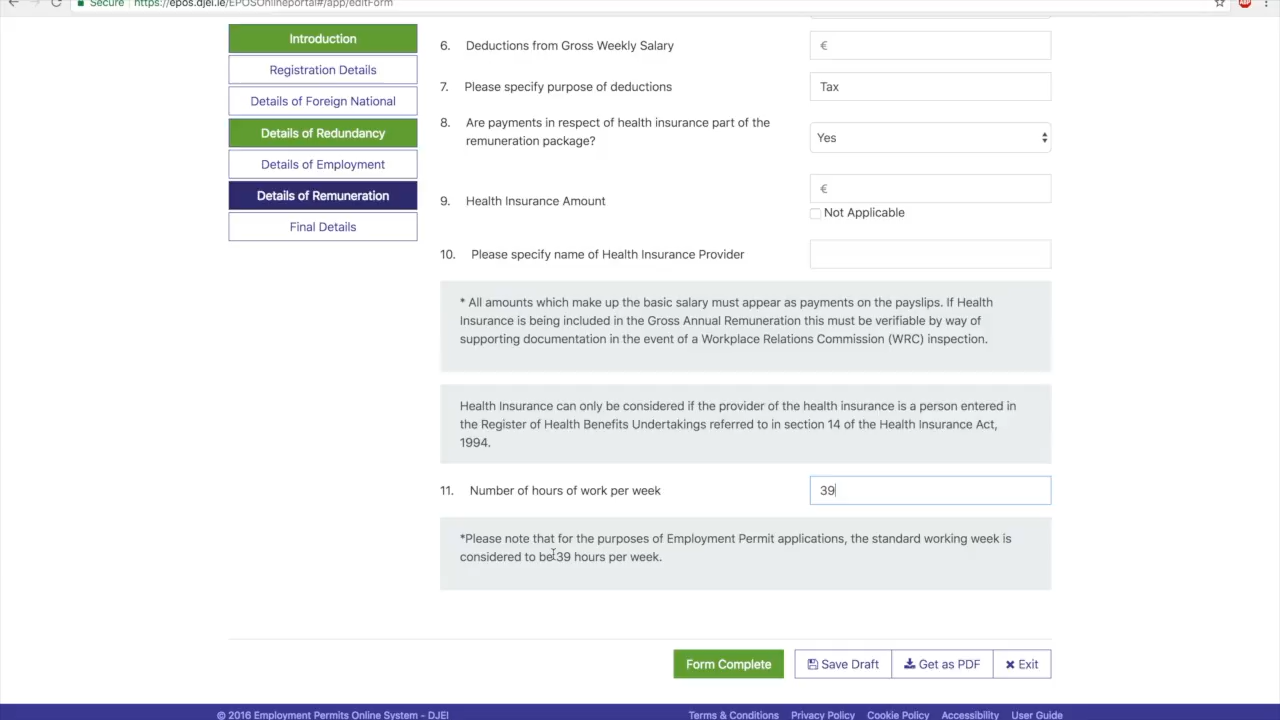 Secure https://epos.djei.ie/EPOSOnlineportal#/app/editForm
ABP
Introduction
Registration Details
Details of Foreign National
Details of Redundancy
Details of Employment
Details of Remuneration
Final Details
6. Deductions from Gross Weekly Salary €
7. Please specify purpose of deductions Tax
8. Are payments in respect of health insurance part of the
remuneration package? Yes
9. Health Insurance Amount €
Not Applicable
10. Please specify name of Health Insurance Provider
* All amounts which make up the basic salary must appear as payments on the payslips. If Health
Insurance is being included in the Gross Annual Remuneration this must be verifiable by way of
supporting documentation in the event of a Workplace Relations Commission (WRC) inspection.
Health Insurance can only be considered if the provider of the health insurance is a person entered in
the Register of Health Benefits Undertakings referred to in section 14 of the Health Insurance Act,
1994.
11. Number of hours of work per week 39
*Please note that for the purposes of Employment Permit applications, the standard working week is
considered to be 39 hours per week.
Form Complete Save Draft Get as PDF Exit
© 2016 Employment Permits Online System - DJEI Terms & Conditions Privacy Policy Cookie Policy Accessibility User Guide